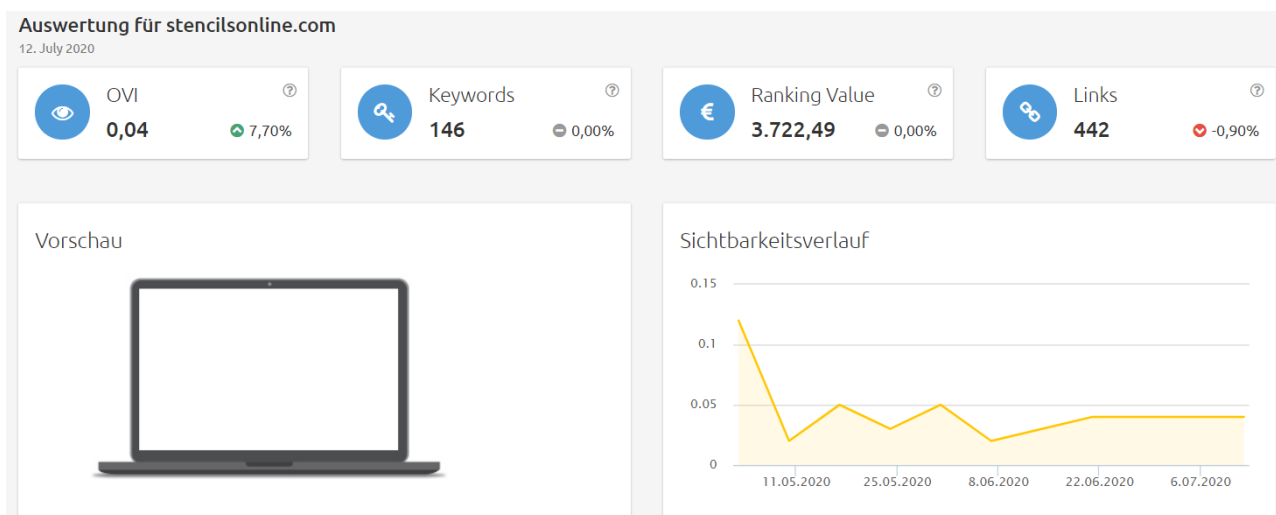 Auswertung für stencilsonline.com
12. July 2020
OVI
0,04
7,70%
Keywords
146
0,00%
Ranking Value
3.722,49
0,00%
Links
442
-0,90%
Vorschau
Sichtbarkeitsverlauf
0.15
0.1
0.05
0
11.05.2020 25.05.2020 8.06.2020 22.06.2020 6.07.2020